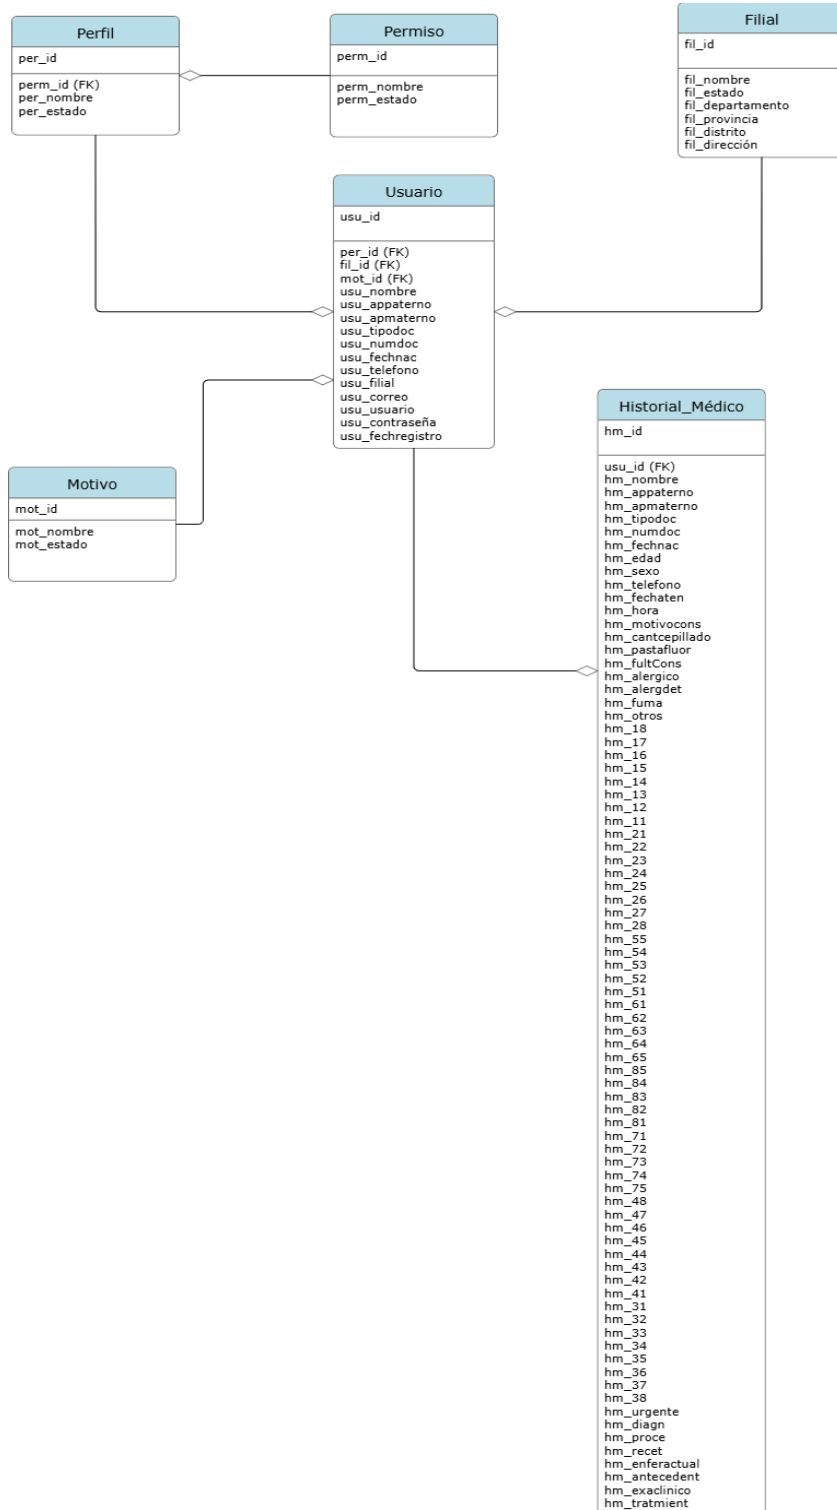 Perfil
per_id
perm_id (FK)
per_nombre
per_estado
Permiso
perm_id
perm_nombre
perm_estado
Filial
fil_id
fil_nombre
fil_estado
fil_departamento
fil_provincia
fil_distrito
fil_dirección
Usuario
usu_id
per_id (FK)
fil_id (FK)
mot_id (FK)
usu_nombre
usu_appaterno
usu_apmaterno
usu_tipodoc
usu_numdoc
usu_fechnac
usu_telefono
usu_filial
usu_correo
usu_usuario
usu_contraseña
usu_fechregistro
Motivo
mot_id
mot_nombre
mot_estado
Historial_Médico
hm_id
usu_id (FK)
hm_nombre
hm_appaterno
hm_apmaterno
hm_tipodoc
hm_numdoc
hm_fechnac
hm_edad
hm_sexo
hm_telefono
hm_fechaten
hm_hora
hm_motivocons
hm_cantcepillado
hm_pastafluor
hm_fultCons
hm_alergico
hm_alergdet
hm_fuma
hm_otros
hm_18
hm_17
hm_16
hm_15
hm_14
hm_13
hm_12
hm_11
hm_21
hm_22
hm_23
hm_24
hm_25
hm_26
hm_27
hm_28
hm_55
hm_54
hm_53
hm_52
hm_51
hm_61
hm_62
hm_63
hm_64
hm_65
hm_85
hm_84
hm_83
hm_82
hm_81
hm_71
hm_72
hm_73
hm_74
hm_75
hm_48
hm_47
hm_46
hm_45
hm_44
hm_43
hm_42
hm_41
hm_31
hm_32
hm_33
hm_34
hm_35
hm_36
hm_37
hm_38
hm_urgente
hm_diagn
hm_proce
hm_recet
hm_enferactual
hm_antecedent
hm_exaclinico
hm_tratmient